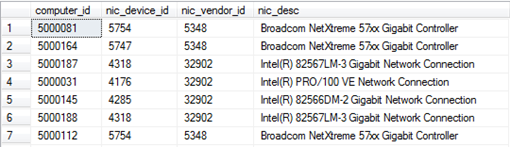 computer_id nic_device_id nic_vendor_id nic_desc
1 5000081 5754 5348 Broadcom NetXtreme 57xx Gigabit Controller
2 5000164 5747 5348 Broadcom NetXtreme 57xx Gigabit Controller
3 5000187 4318 32902 Intel(R) 82567LM-3 Gigabit Network Connection
4 5000031 4176 32902 Intel(R) PRO/100 VE Network Connection
5 5000145 4285 32902 Intel(R) 82566DM-2 Gigabit Network Connection
6 5000188 4318 32902 Intel(R) 82567LM-3 Gigabit Network Connection
7 5000112 5754 5348 Broadcom NetXtreme 57xx Gigabit Controller